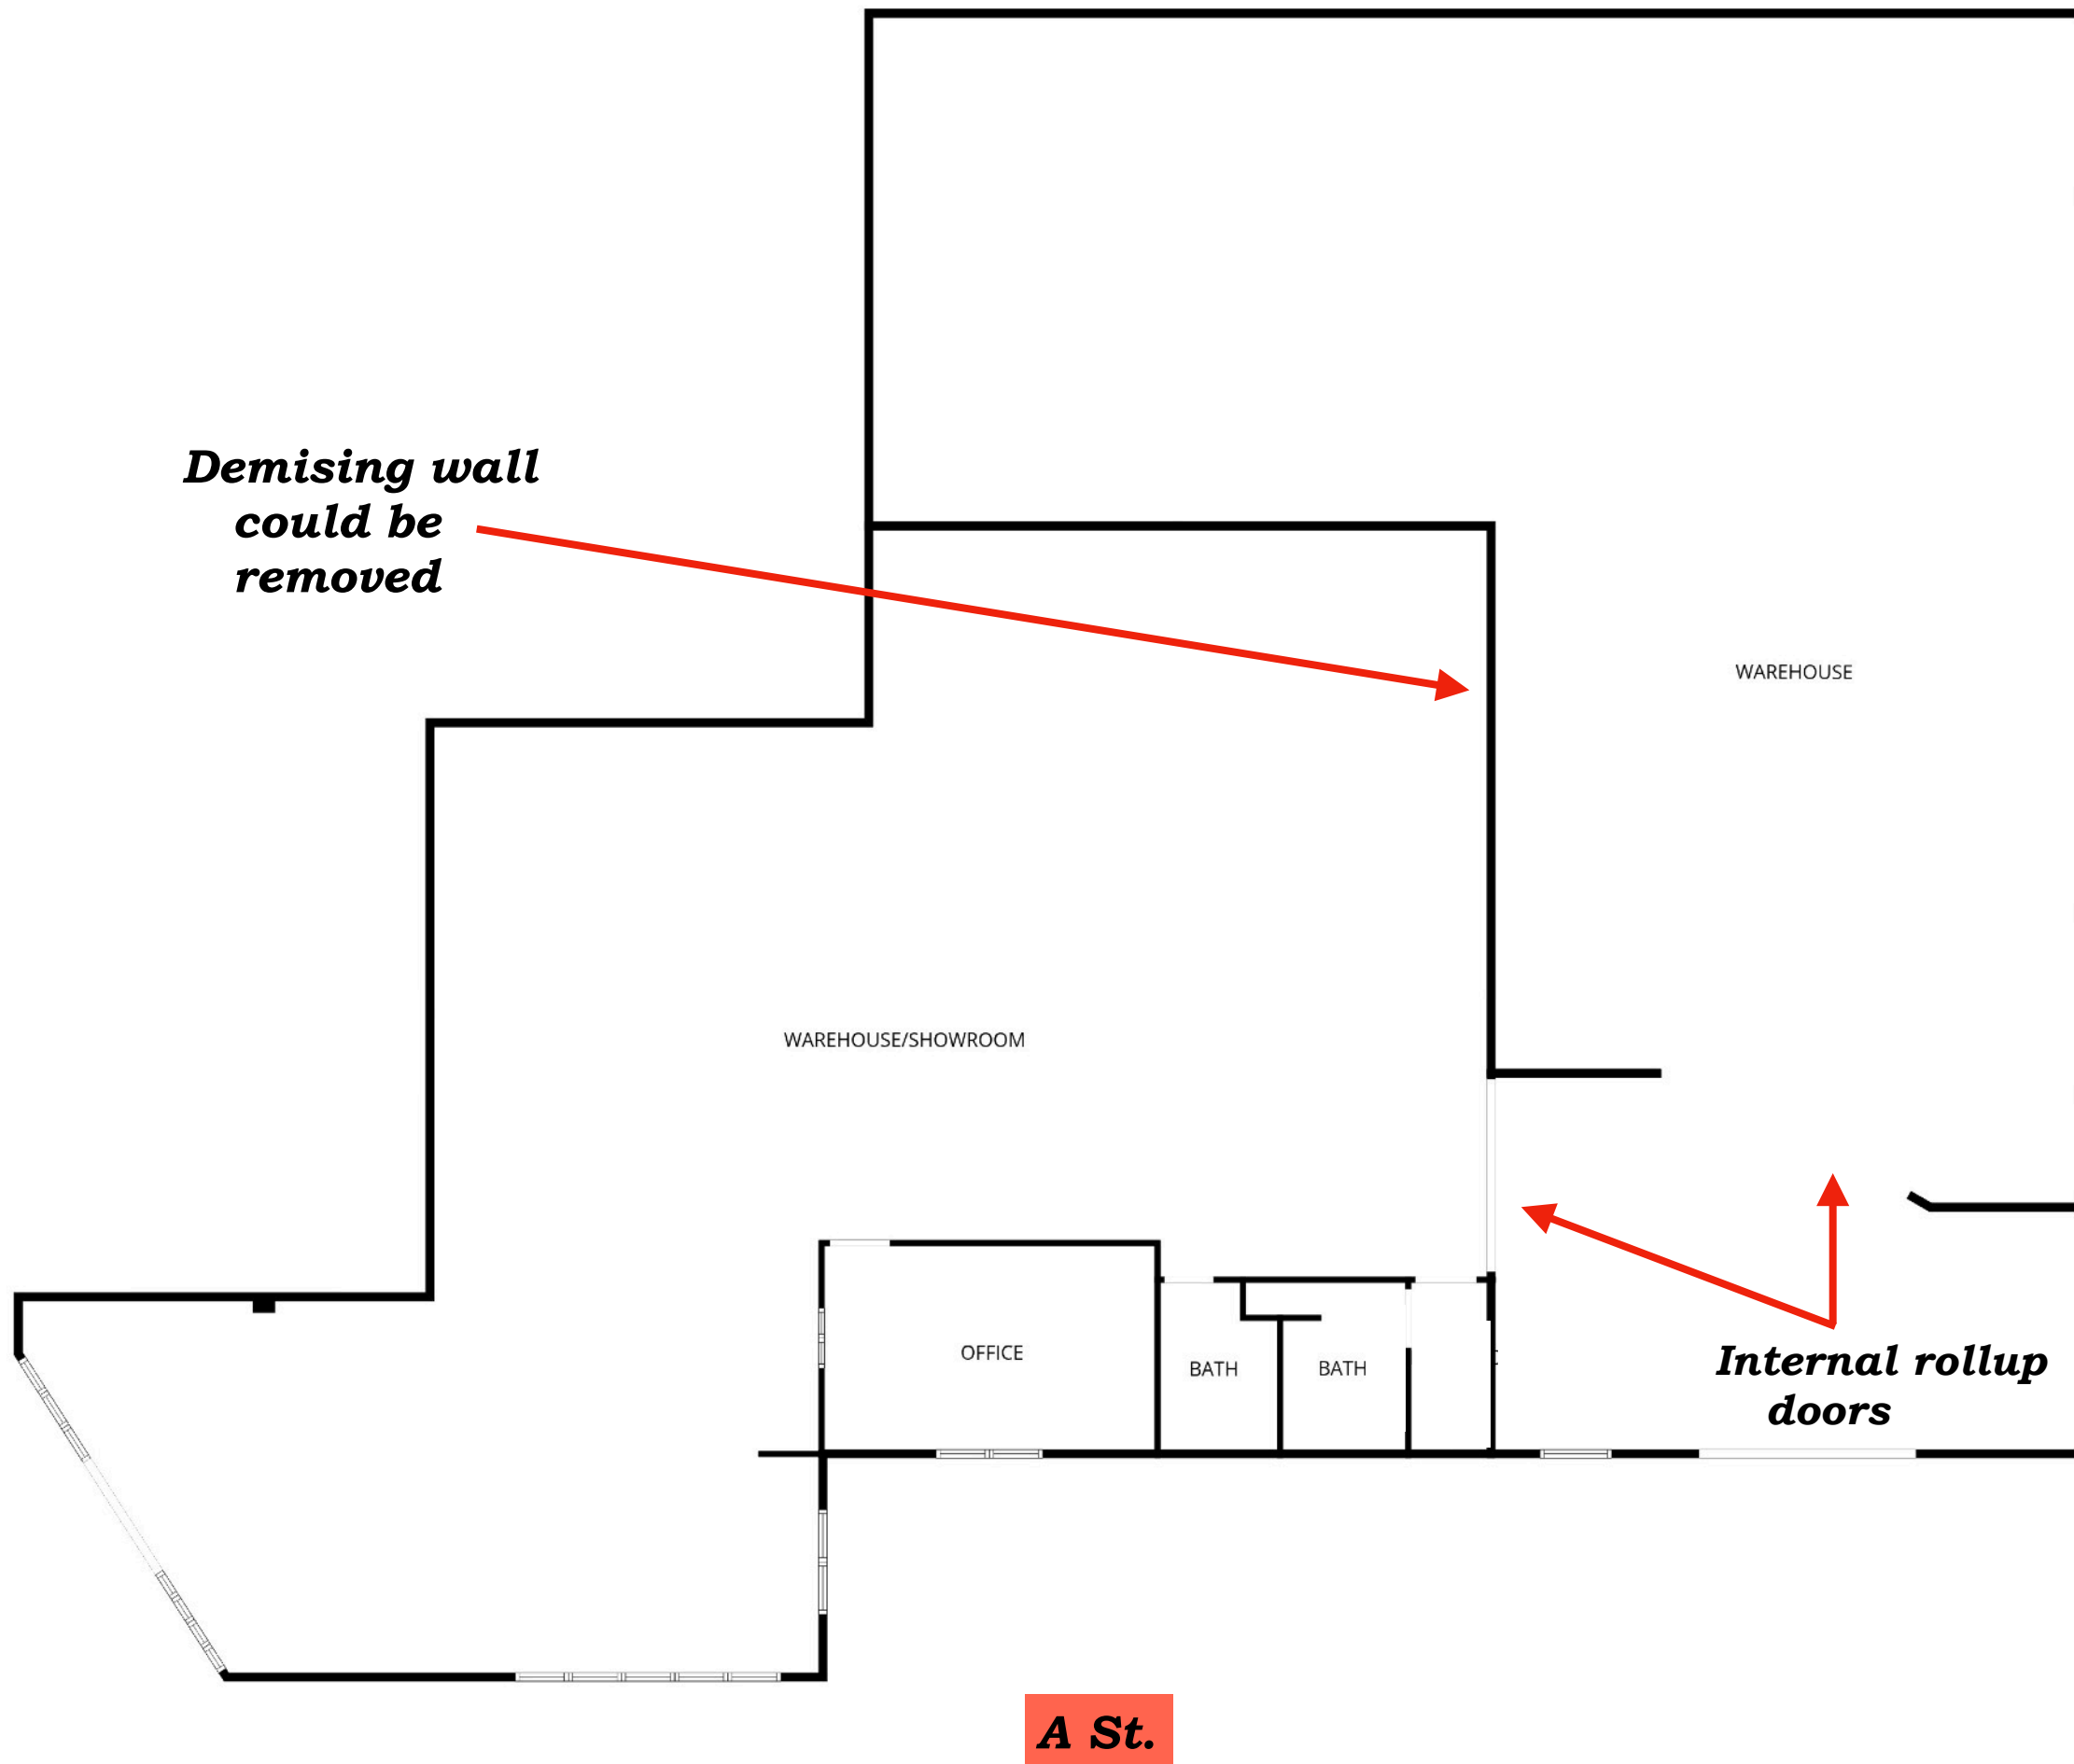 Demising wall
could be
removed
WAREHOUSE
WAREHOUSE/SHOWROOM
OFFICE
BATH
BATH
Internal rollup
doors
A St.